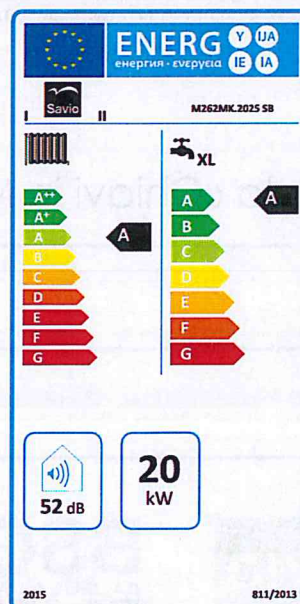 ENERG Y IJA
енергия · ενεργεια IE IA
I Savio II M262MK.2025 SB
XL
A++
A+
A
B
C
D
E
F
G
A
A
B
C
D
E
F
G
A
52 dB
20
kW
2015 811/2013